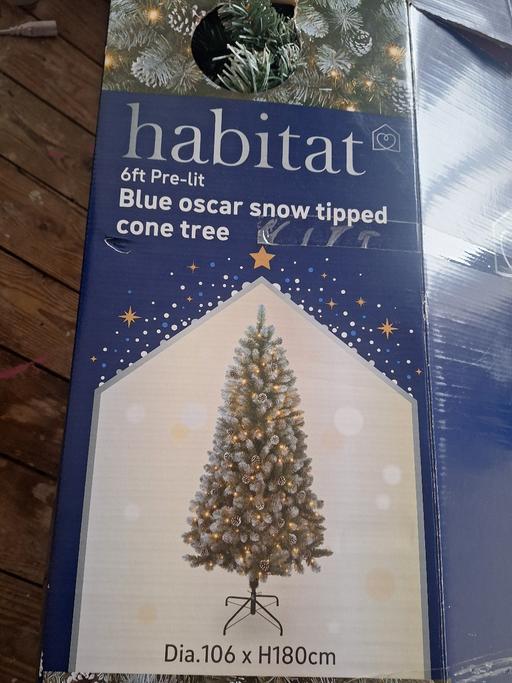 habitat
6ft Pre-lit
Blue oscar snow tipped
cone tree
Dia.106 x H180cm